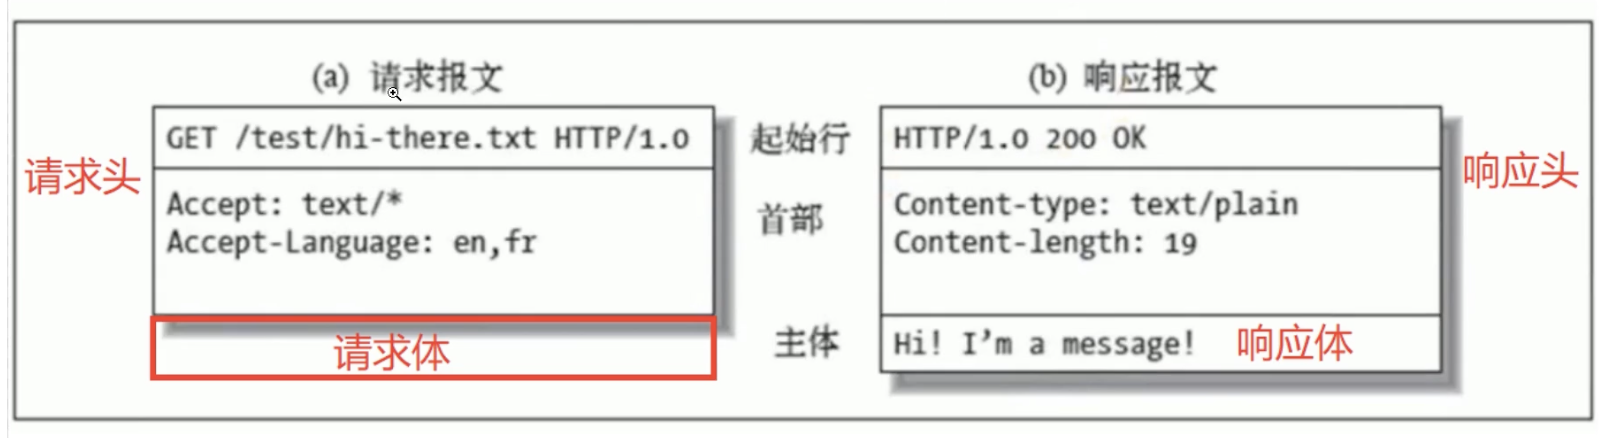 (a) 请求报文
(b) 响应报文
请求头
GET /test/hi-there.txt HTTP/1.0
起始行
HTTP/1.0 200 OK
响应头
Accept: text/*
Accept-Language: en,fr
首部
Content-type: text/plain
Content-length: 19
请求体
主体
Hi! I’m a message!
响应体